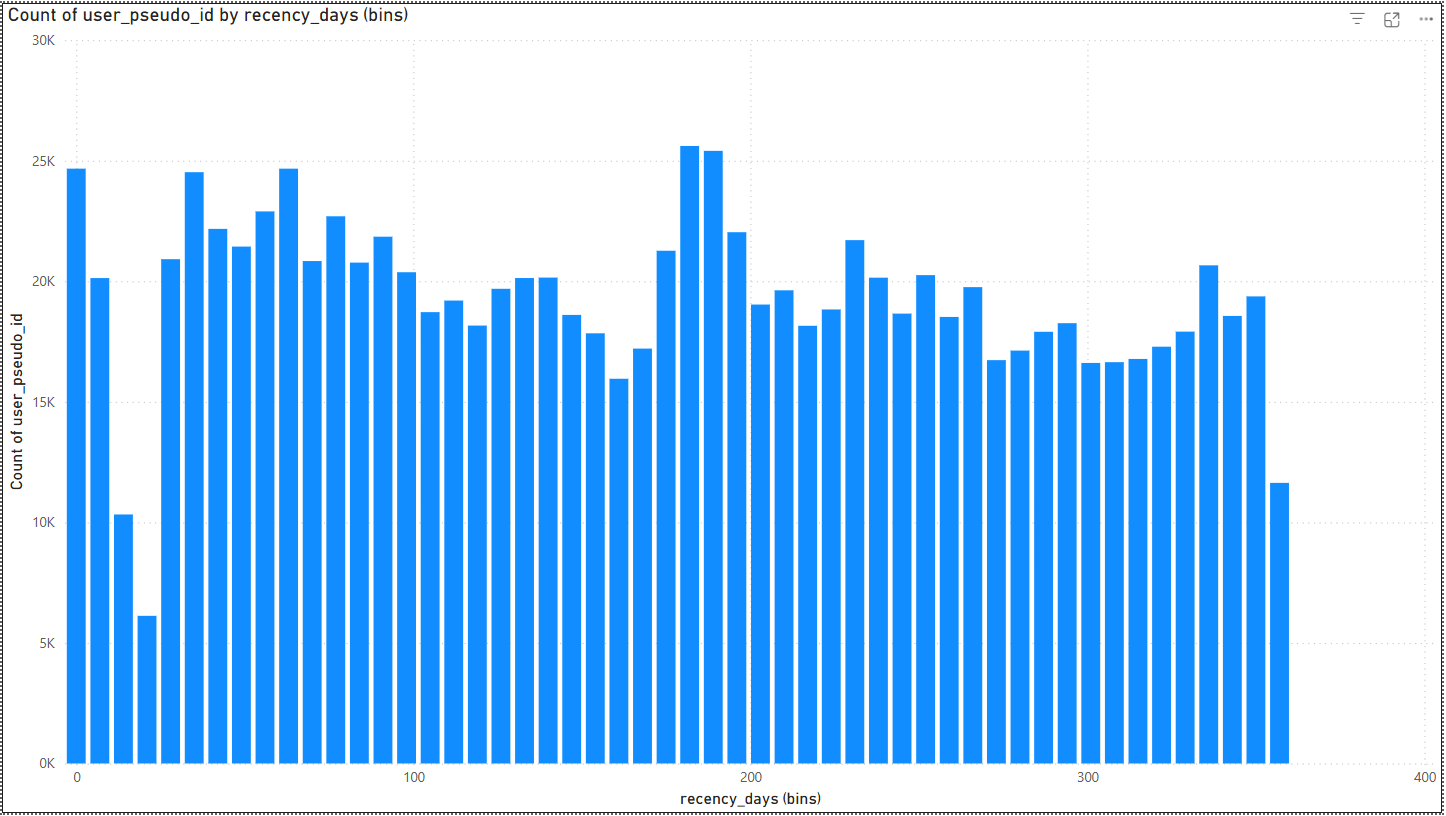 Count of user_pseudo_id by recency_days (bins)
30K
25K
20K
15K
10K
5K
0K
Count of user_pseudo_id
0 100 200 300 400
recency_days (bins)